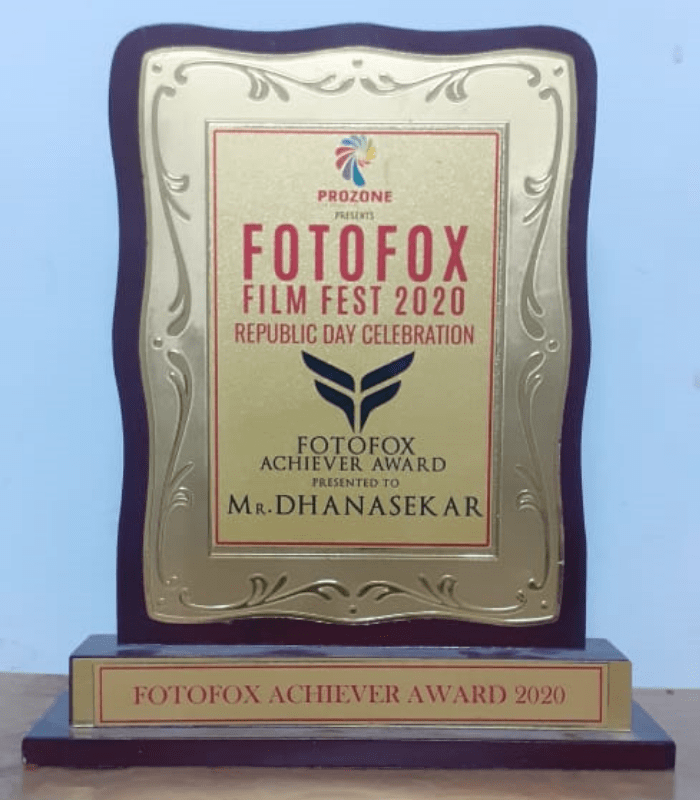 PROZONE
PRESENTS
FOTOFOX
FILM FEST 2020
REPUBLIC DAY CELEBRATION
FOTOFOX
ACHIEVER AWARD
PRESENTED TO
MR. DHANASEKAR
FOTOFOX ACHIEVER AWARD 2020